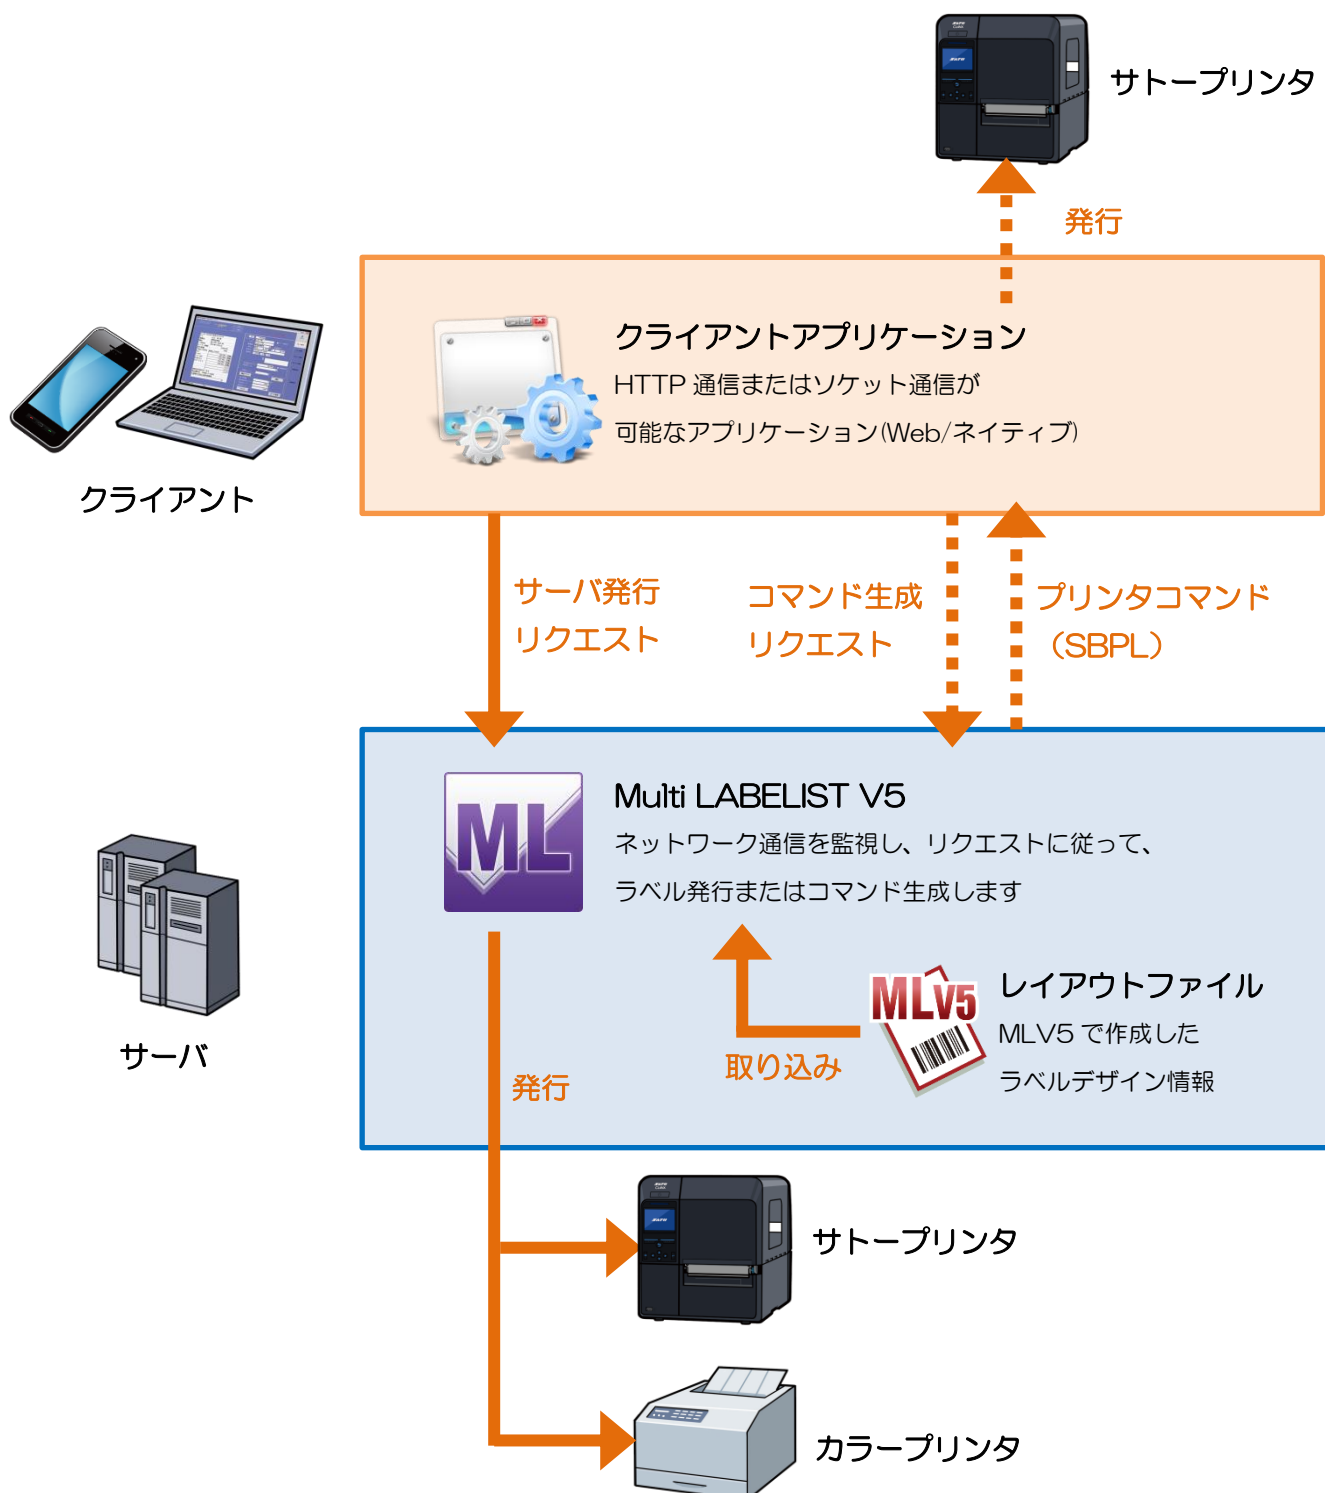 サトープリンタ
発行
クライアントアプリケーション
HTTP 通信またはソケット通信が
可能なアプリケーション(Web/ネイティブ)
クライアント
サーバ発行
リクエスト
コマンド生成
リクエスト
プリンタコマンド
（SBPL）
ML
Multi LABELIST V5
ネットワーク通信を監視し、リクエストに従って、
ラベル発行またはコマンド生成します
サーバ
MLV5
レイアウトファイル
MLV5 で作成した
ラベルデザイン情報
取り込み
発行
サトープリンタ
カラープリンタ